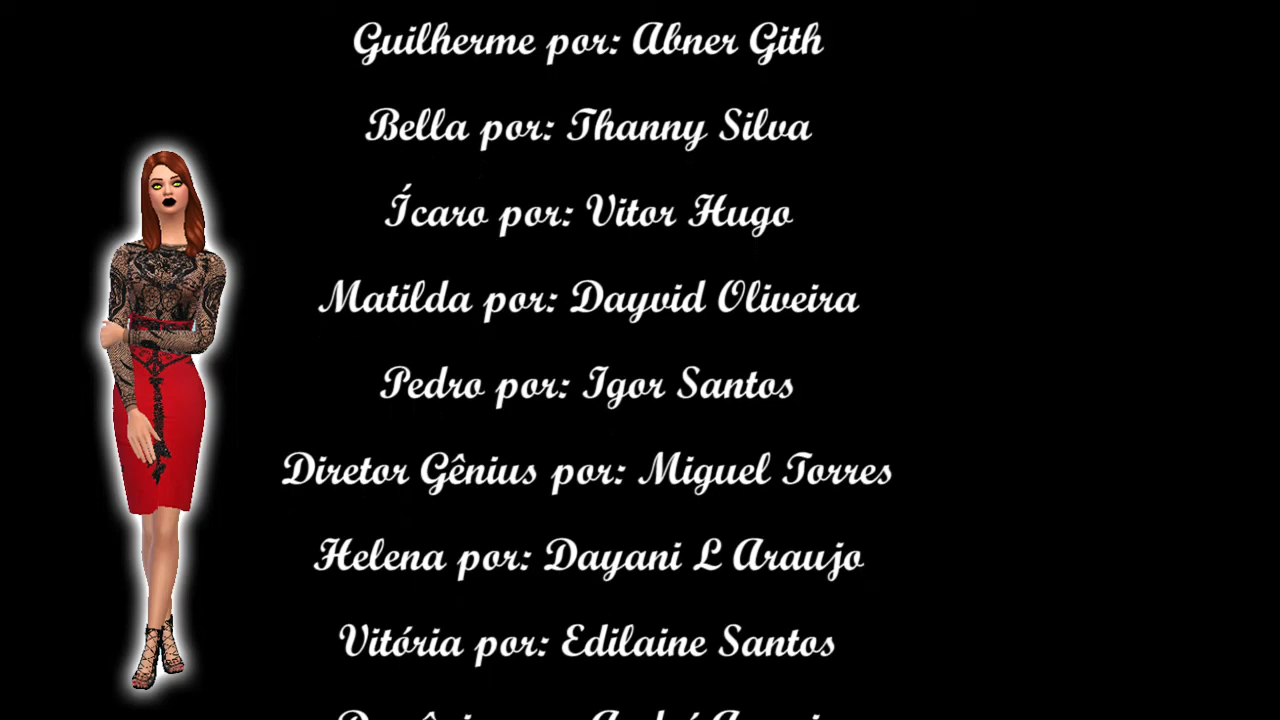 Guilherme por: Abner Gith
Bella por: Thanny Silva
Ícaro por: Vitor Hugo
Matilda por: Dayvid Oliveira
Pedro por: Igor Santos
Diretor Gênius por: Miguel Torres
Helena por: Dayani L Araujo
Vitória por: Edilaine Santos